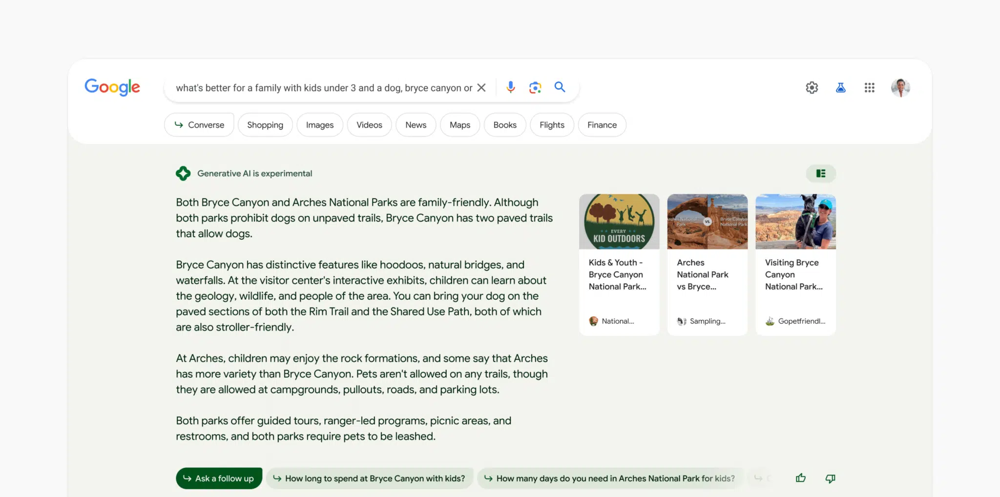 Google
what's better for a family with kids under 3 and a dog, bryce canyon or
Converse
Shopping
Images
Videos
News
Maps
Books
Flights
Finance
Generative AI is experimental
Both Bryce Canyon and Arches National Parks are family-friendly. Although
both parks prohibit dogs on unpaved trails, Bryce Canyon has two paved trails
that allow dogs.
Bryce Canyon has distinctive features like hoodoos, natural bridges, and
waterfalls. At the visitor center's interactive exhibits, children can learn about
the geology, wildlife, and people of the area. You can bring your dog on the
paved sections of both the Rim Trail and the Shared Use Path, both of which
are also stroller-friendly.
At Arches, children may enjoy the rock formations, and some say that Arches
has more variety than Bryce Canyon. Pets aren't allowed on any trails, though
they are allowed at campgrounds, pullouts, roads, and parking lots.
Both parks offer guided tours, ranger-led programs, picnic areas, and
restrooms, and both parks require pets to be leashed.
EVERY
KID OUTDOORS
Kids & Youth -
Bryce Canyon
National Park...
National...
rches National
Park
vs.
Bryce Canyon
National Park
Arches
National Park
vs Bryce...
Sampling...
Visiting Bryce
Canyon
National Park...
Gopetfriendl...
Ask a follow up
How long to spend at Bryce Canyon with kids?
How many days do you need in Arches National Park for kids?